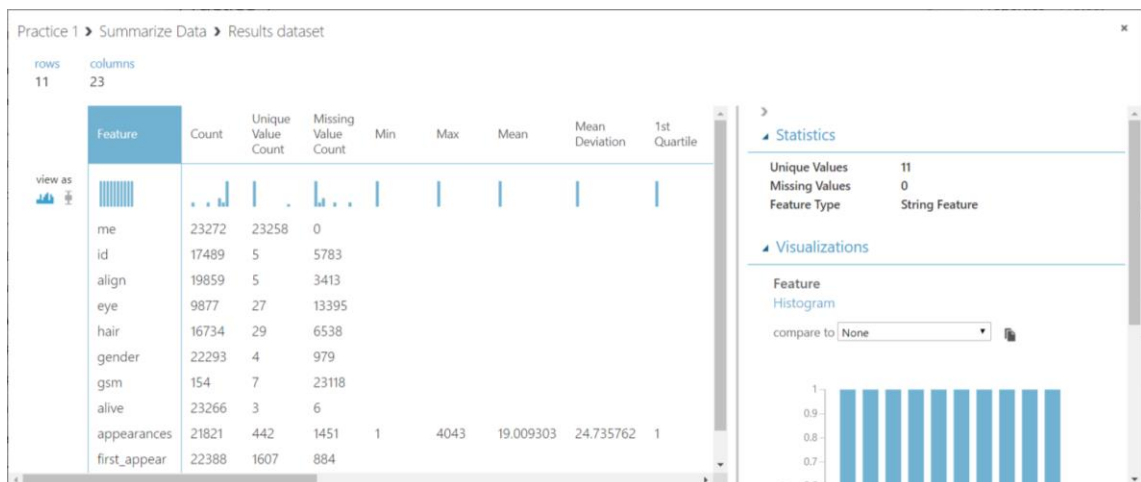 Practice 1 › Summarize Data › Results dataset
×
rows columns
11 23
Feature Count Unique Value Count Missing Value Count Min Max Mean Mean Deviation 1st Quartile
view as
me 23272 23258 0
id 17489 5 5783
align 19859 5 3413
eye 9877 27 13395
hair 16734 29 6538
gender 22293 4 979
gsm 154 7 23118
alive 23266 3 6
appearances 21821 442 1451 1 4043 19.009303 24.735762 1
first_appear 22388 1607 884
Statistics
Unique Values 11
Missing Values 0
Feature Type String Feature
Visualizations
Feature
Histogram
compare to None
1
0.9
0.8
0.7